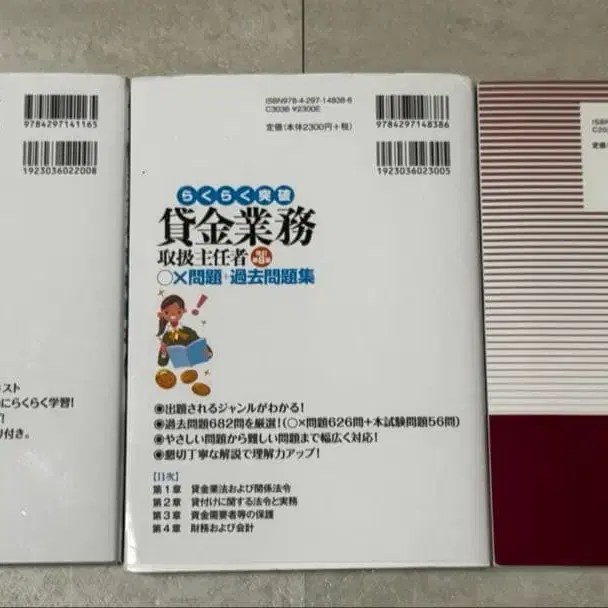 9784297141165
1923036022008
キスト
にらくらく学習！
り付き。
ISBN978-4-297-14838-6
C3036 ¥2300E
定価（本体2300円＋税）
9784297148386
1923036023005
らくらく突破
貸金業務
取扱主任者
○×問題＋過去問題集
◉出題されるジャンルがわかる！
◉過去問題682問を厳選！（○×問題626問＋本試験問題56問）
◉やさしい問題から難しい問題まで幅広く対応！
◉懇切丁寧な解説で理解力アップ！
【目次】
第1章 貸金業法および関係法令
第2章 貸付けに関する法令と実務
第3章 資金需要者等の保護
第4章 財務および会計
ISB
C20
定価